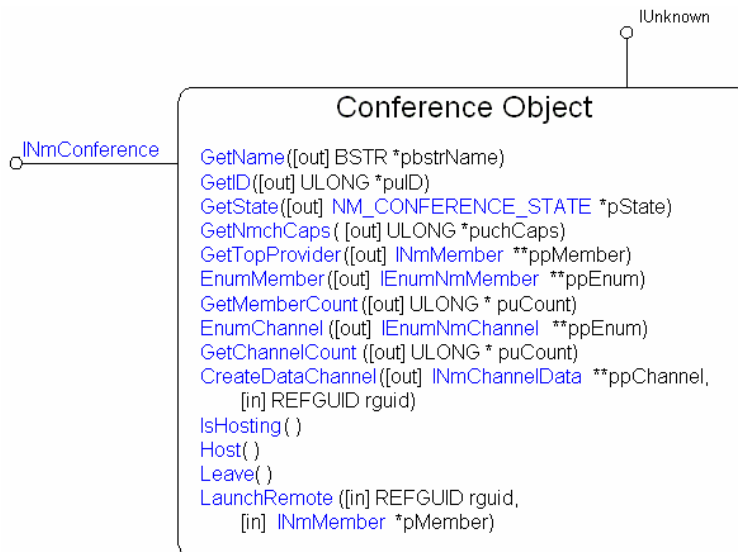 IUnknown
Conference Object
INmConference
GetName([out] BSTR *pbstrName)
GetID([out] ULONG *puID)
GetState([out] NM_CONFERENCE_STATE *pState)
GetNmchCaps( [out] ULONG *puchCaps)
GetTopProvider([out] INmMember **ppMember)
EnumMember([out] IEnumNmMember **ppEnum)
GetMemberCount([out] ULONG * puCount)
EnumChannel ([out] IEnumNmChannel **ppEnum)
GetChannelCount ([out] ULONG * puCount)
CreateDataChannel([out] INmChannelData **ppChannel,
[in] REFGUID rguid)
IsHosting( )
Host( )
Leave( )
LaunchRemote ([in] REFGUID rguid,
[in] INmMember *pMember)